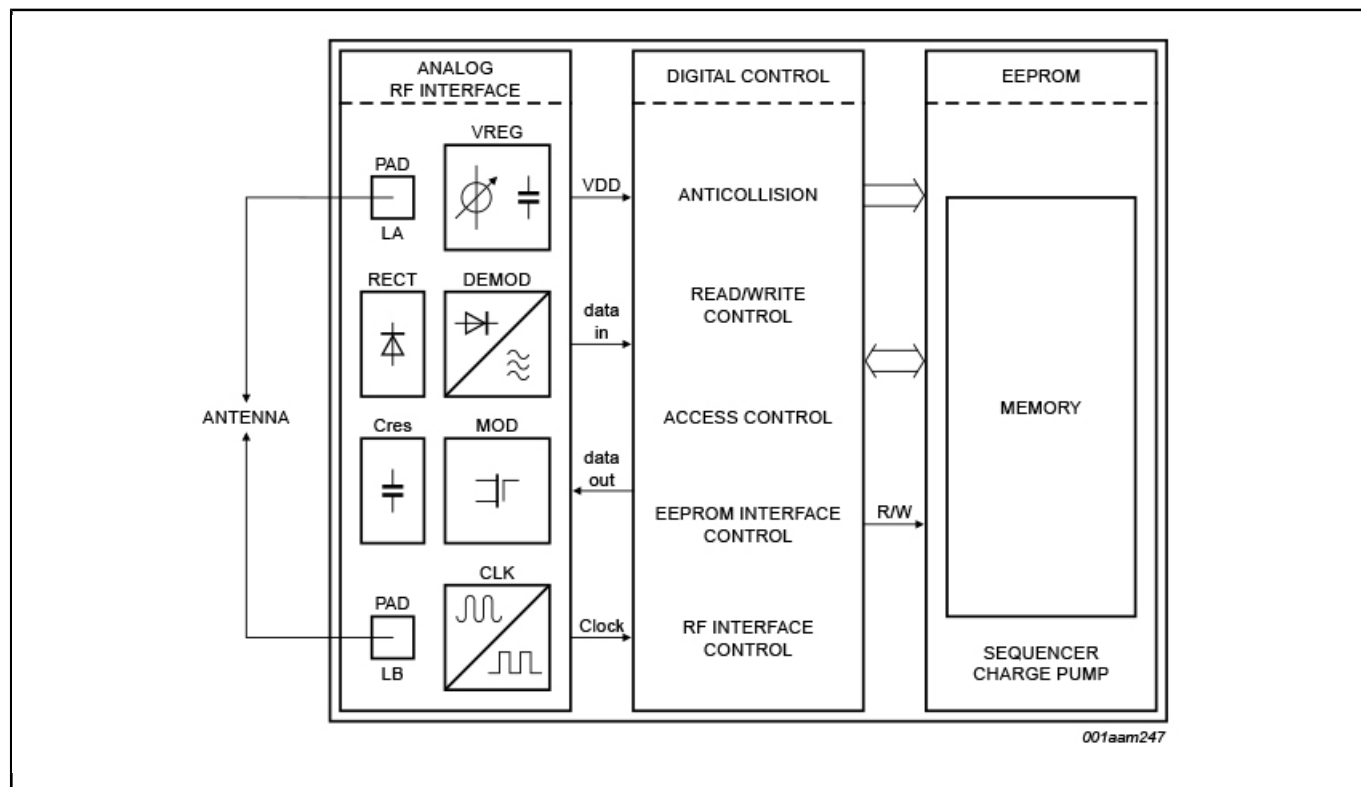 ANALOG
RF INTERFACE
VREG
PAD
LA
RECT
DEMOD
Cres
MOD
CLK
PAD
LB
ANTENNA
VDD
data
in
data
out
Clock
DIGITAL CONTROL
ANTICOLLISION
READ/WRITE
CONTROL
ACCESS CONTROL
EEPROM INTERFACE
CONTROL
RF INTERFACE
CONTROL
R/W
EEPROM
MEMORY
SEQUENCER
CHARGE PUMP
001aam247